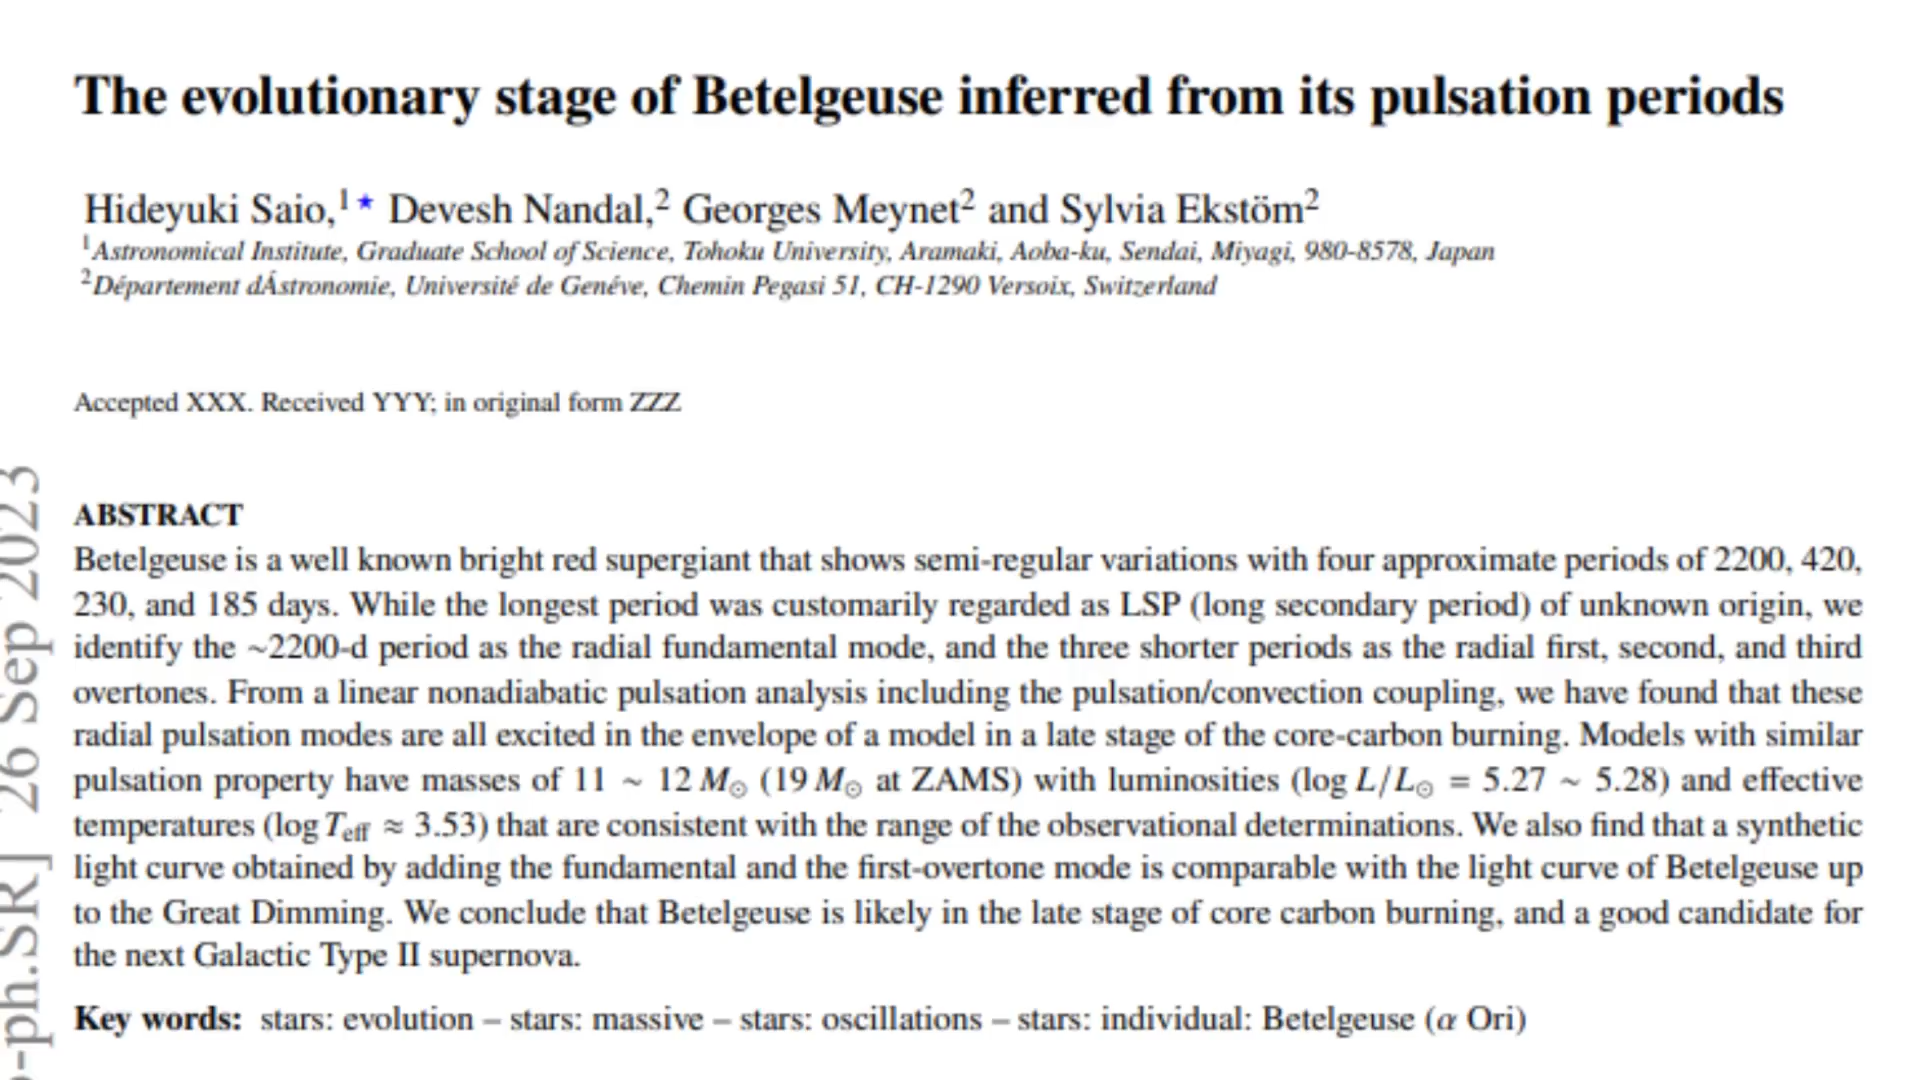 The evolutionary stage of Betelgeuse inferred from its pulsation periods
Hideyuki Saio,¹★ Devesh Nandal,² Georges Meynet² and Sylvia Ekstöm²
¹Astronomical Institute, Graduate School of Science, Tohoku University, Aramaki, Aoba-ku, Sendai, Miyagi, 980-8578, Japan
²Département dÁstronomie, Université de Genéve, Chemin Pegasi 51, CH-1290 Versoix, Switzerland
Accepted XXX. Received YYY; in original form ZZZ
ABSTRACT
Betelgeuse is a well known bright red supergiant that shows semi-regular variations with four approximate periods of 2200, 420,
230, and 185 days. While the longest period was customarily regarded as LSP (long secondary period) of unknown origin, we
identify the ~2200-d period as the radial fundamental mode, and the three shorter periods as the radial first, second, and third
overtones. From a linear nonadiabatic pulsation analysis including the pulsation/convection coupling, we have found that these
radial pulsation modes are all excited in the envelope of a model in a late stage of the core-carbon burning. Models with similar
pulsation property have masses of 11 ~ 12 M⊙ (19 M⊙ at ZAMS) with luminosities (log L/L⊙ = 5.27 ~ 5.28) and effective
temperatures (log Teff ≈ 3.53) that are consistent with the range of the observational determinations. We also find that a synthetic
light curve obtained by adding the fundamental and the first-overtone mode is comparable with the light curve of Betelgeuse up
to the Great Dimming. We conclude that Betelgeuse is likely in the late stage of core carbon burning, and a good candidate for
the next Galactic Type II supernova.
Key words: stars: evolution – stars: massive – stars: oscillations – stars: individual: Betelgeuse (α Ori)
-ph.SR] 26 Sep 2023